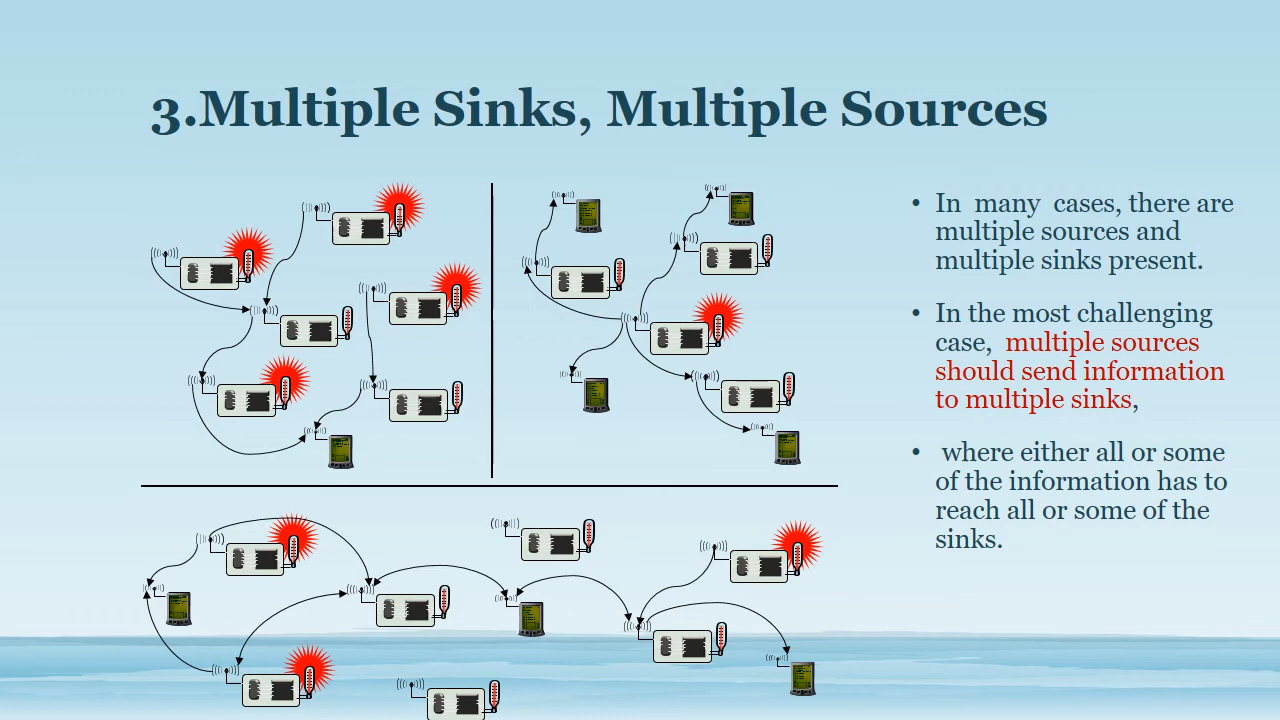 3.Multiple Sinks, Multiple Sources
• In many cases, there are
multiple sources and
multiple sinks present.
• In the most challenging
case, multiple sources
should send information
to multiple sinks,
• where either all or some
of the information has to
reach all or some of the
sinks.